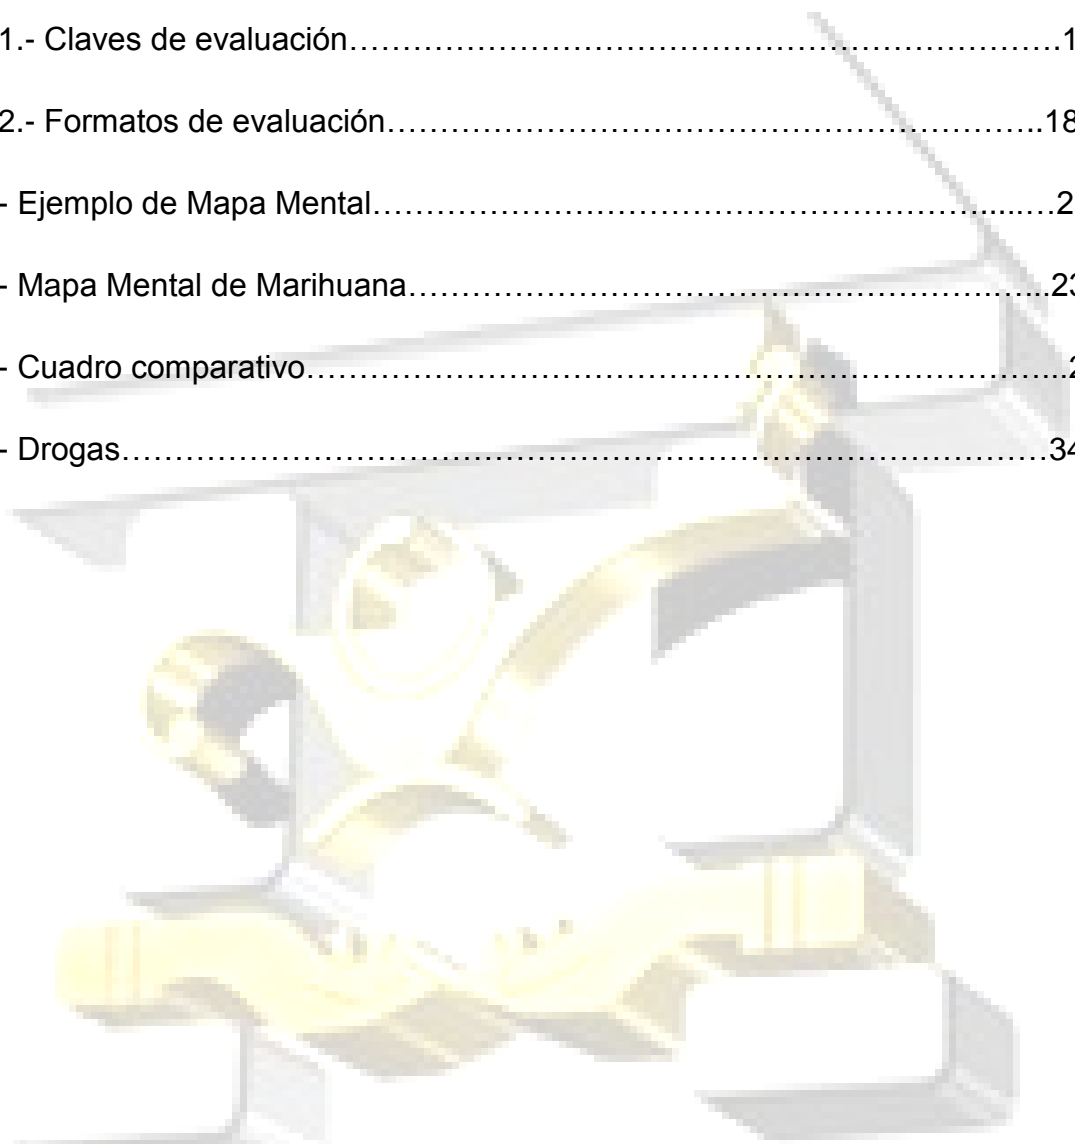 1.- Claves de evaluación…………………………………………………………….1
2.- Formatos de evaluación………………………………………………………..18
- Ejemplo de Mapa Mental…………………………………………………….....…2
- Mapa Mental de Marihuana……………………………………………………...23
- Cuadro comparativo………………………………………………………………..2
- Drogas……………………………………………………………………………34